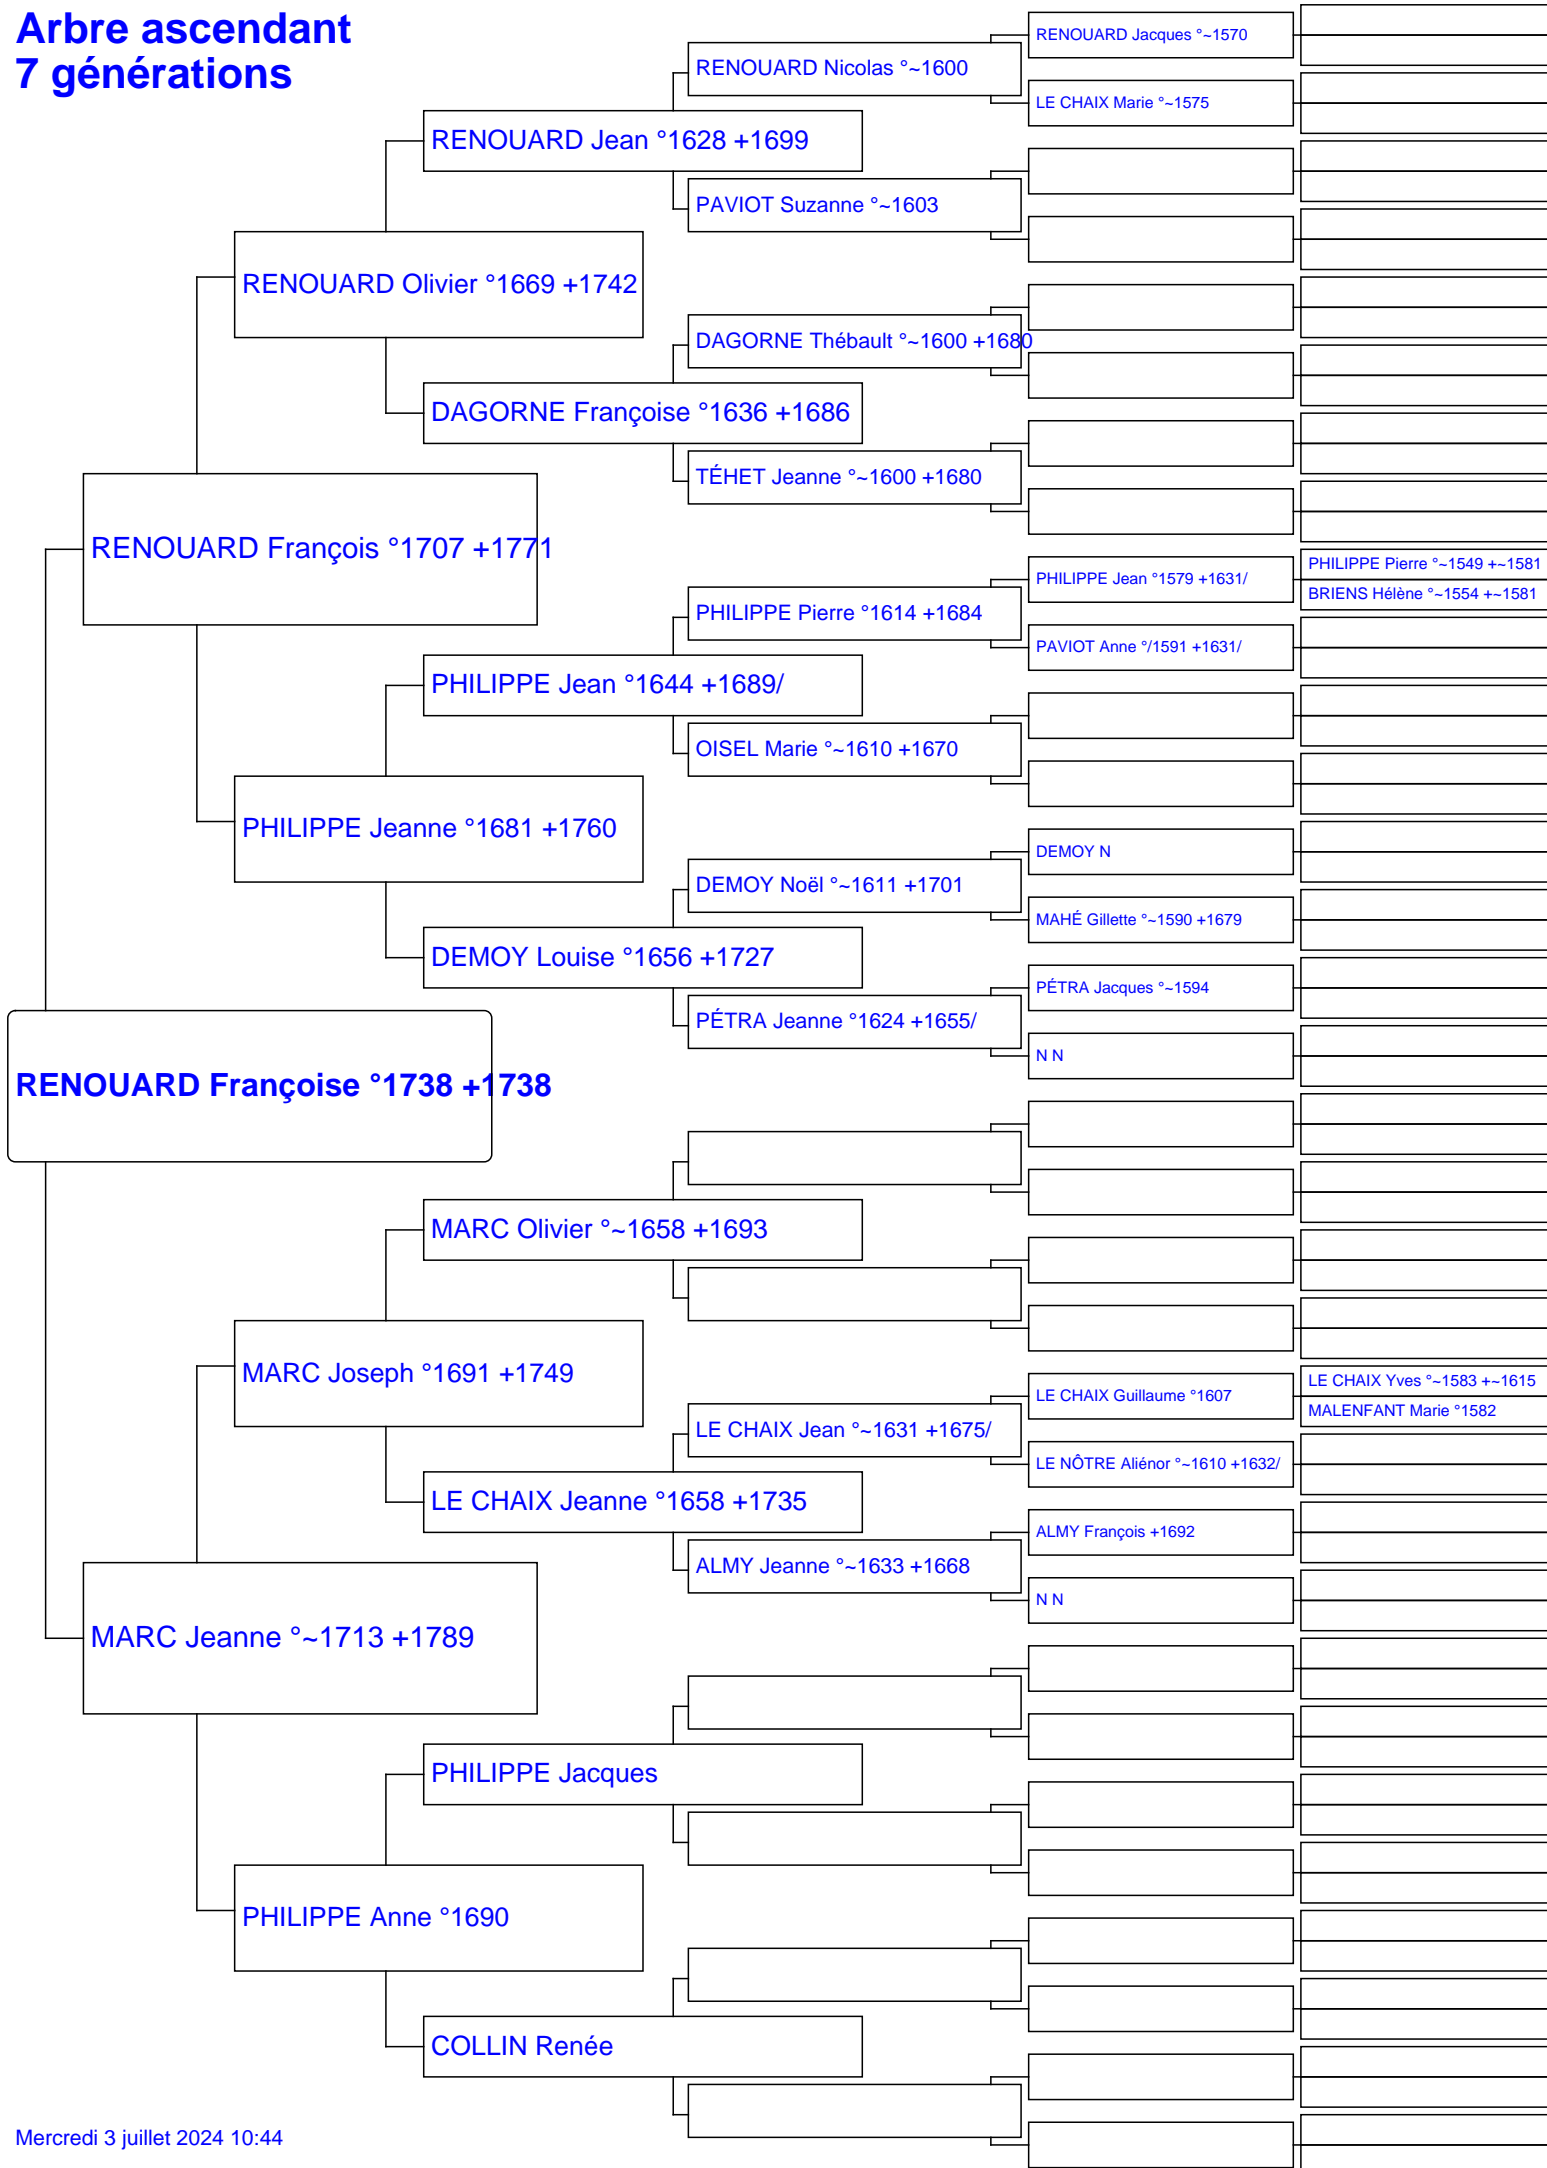 Arbre ascendant
7 générations
RENOUARD Jacques °~1570
RENOUARD Nicolas °~1600
LE CHAIX Marie °~1575
RENOUARD Jean °1628 +1699
PAVIOT Suzanne °~1603
RENOUARD Olivier °1669 +1742
DAGORNE Thébault °~1600 +1680
DAGORNE Françoise °1636 +1686
TÉHET Jeanne °~1600 +1680
RENOUARD François °1707 +1771
PHILIPPE Pierre °~1549 +~1581
PHILIPPE Jean °1579 +1631/
BRIENS Hélène °~1554 +~1581
PHILIPPE Pierre °1614 +1684
PAVIOT Anne °/1591 +1631/
PHILIPPE Jean °1644 +1689/
OISEL Marie °~1610 +1670
PHILIPPE Jeanne °1681 +1760
DEMOY N
DEMOY Noël °~1611 +1701
MAHÉ Gillette °~1590 +1679
DEMOY Louise °1656 +1727
PÉTRA Jacques °~1594
PÉTRA Jeanne °1624 +1655/
N N
RENOUARD Françoise °1738 +1738
MARC Olivier °~1658 +1693
MARC Joseph °1691 +1749
LE CHAIX Yves °~1583 +~1615
LE CHAIX Guillaume °1607
MALENFANT Marie °1582
LE CHAIX Jean °~1631 +1675/
LE NÔTRE Aliénor °~1610 +1632/
LE CHAIX Jeanne °1658 +1735
ALMY François +1692
ALMY Jeanne °~1633 +1668
N N
MARC Jeanne °~1713 +1789
PHILIPPE Jacques
PHILIPPE Anne °1690
COLLIN Renée
Mercredi 3 juillet 2024 10:44